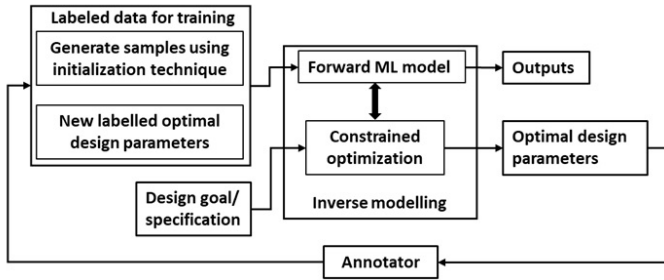 Labeled data for training
Generate samples using
initialization technique
New labelled optimal
design parameters
Forward ML model
Outputs
Constrained
optimization
Optimal design
parameters
Design goal/
specification
Inverse modelling
Annotator